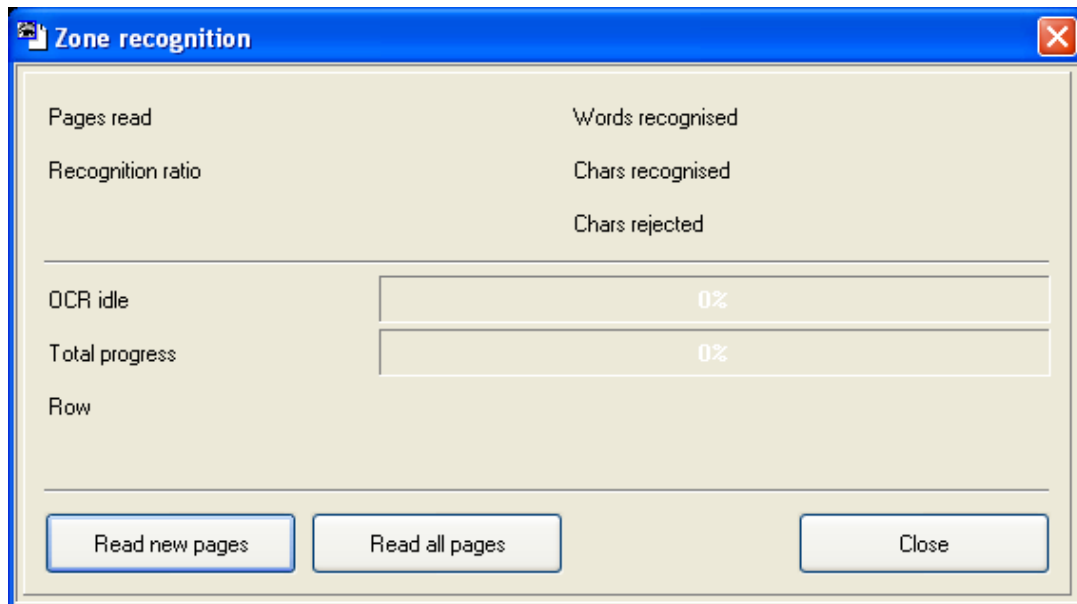 Zone recognition
Pages read Words recognised
Recognition ratio Chars recognised
Chars rejected
OCR idle 0%
Total progress 0%
Row
Read new pages Read all pages Close